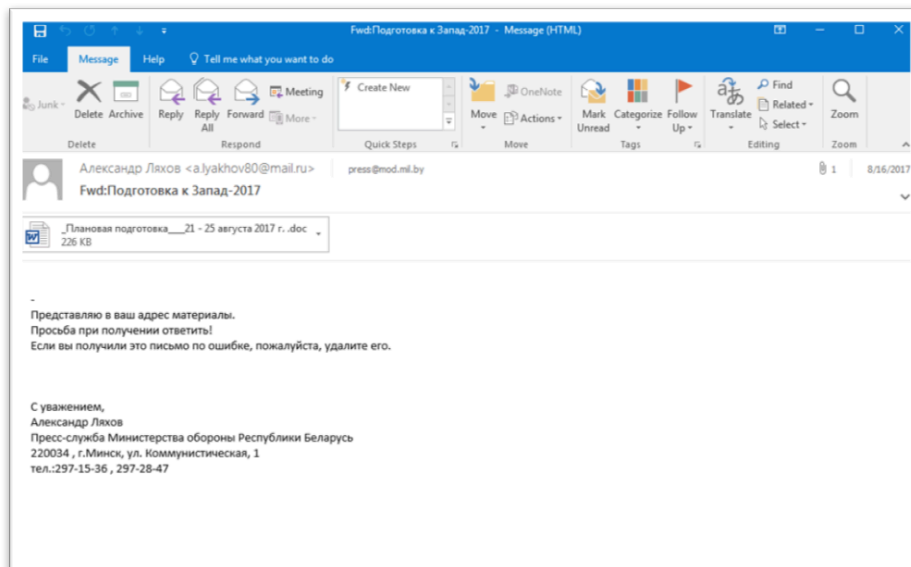 Fwd:Подготовка к Запад-2017 - Message (HTML)
File Message Help Tell me what you want to do
Junk
Delete
Archive
Reply
Reply All
Forward
Meeting
More
Create New
Move
OneNote
Actions
Mark Unread
Categorize
Follow Up
Translate
Find
Related
Select
Zoom
Delete Respond Quick Steps Move Tags Editing Zoom
Александр Ляхов <a.lyakhov80@mail.ru> press@mod.mil.by 1 8/16/2017
Fwd:Подготовка к Запад-2017
_Плановая подготовка___21 - 25 августа 2017 г. .doc
226 KB
-
Представляю в ваш адрес материалы.
Просьба при получении ответить!
Если вы получили это письмо по ошибке, пожалуйста, удалите его.
С уважением,
Александр Ляхов
Пресс-служба Министерства обороны Республики Беларусь
220034 , г.Минск, ул. Коммунистическая, 1
тел.:297-15-36 , 297-28-47